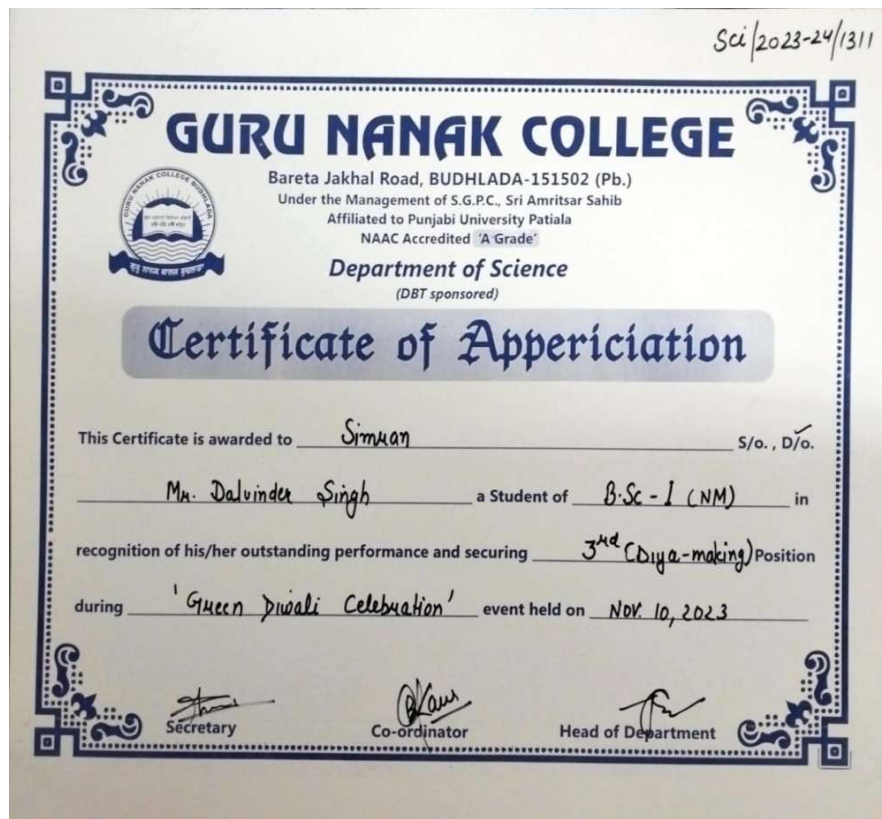 Sci/2023-24/1311
GURU NANAK COLLEGE
Bareta Jakhal Road, BUDHLADA-151502 (Pb.)
Under the Management of S.G.P.C., Sri Amritsar Sahib
Affiliated to Punjabi University Patiala
NAAC Accredited 'A Grade'
GURU NANAK COLLEGE BUDHLADA
Department of Science
(DBT sponsored)
Certificate of Appericiation
This Certificate is awarded to Simran S/o., D/o.
Mr. Dalvinder Singh a Student of B.Sc - I (NM) in
recognition of his/her outstanding performance and securing 3rd (Diya-making) Position
during 'Green Diwali Celebration' event held on Nov. 10, 2023
Secretary Co-ordinator Head of Department